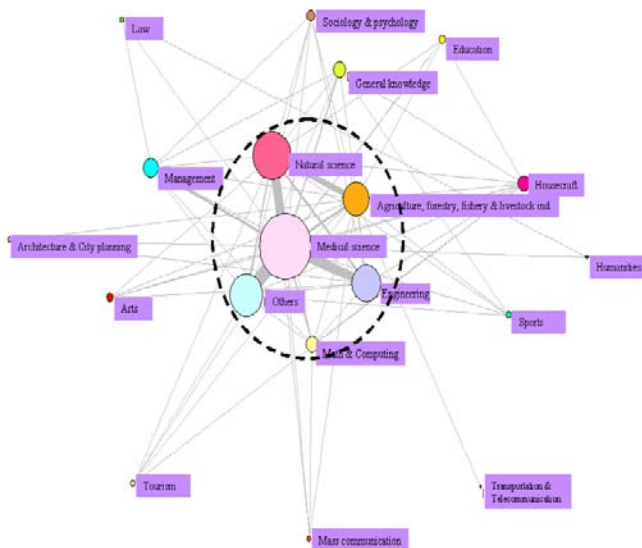 Law
Sociology & psychology
Education
General knowledge
Natural science
Management
Housecraft
Agriculture, forestry, fishery & livestock ind.
Architecture & City planning
Medical science
Humanities
Engineering
Others
Arts
Sports
Math & Computing
Tourism
Transportation &
Telecommunication
Mass communication